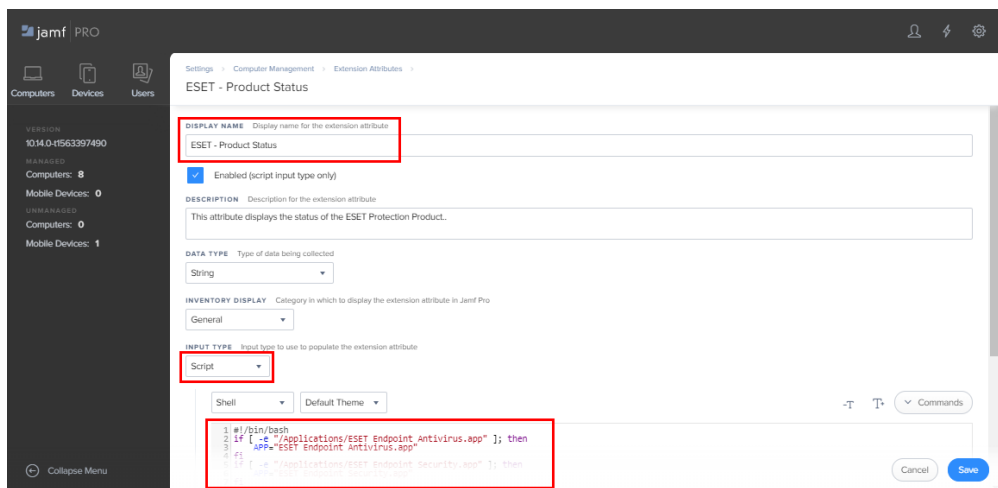 jamf PRO
Computers Devices Users
VERSION
10.14.0-t1563397490
MANAGED
Computers: 8
Mobile Devices: 0
UNMANAGED
Computers: 0
Mobile Devices: 1
Collapse Menu
Settings > Computer Management > Extension Attributes >
ESET - Product Status
DISPLAY NAME Display name for the extension attribute
ESET - Product Status
Enabled (script input type only)
DESCRIPTION Description for the extension attribute
This attribute displays the status of the ESET Protection Product..
DATA TYPE Type of data being collected
String
INVENTORY DISPLAY Category in which to display the extension attribute in Jamf Pro
General
INPUT TYPE Input type to use to populate the extension attribute
Script
Shell Default Theme -T T+ Commands
1 #!/bin/bash
2 if [ -e "/Applications/ESET Endpoint Antivirus.app" ]; then
3 APP="ESET Endpoint Antivirus.app"
4 fi
5 if [ -e "/Applications/ESET Endpoint Security.app" ]; then
Cancel Save